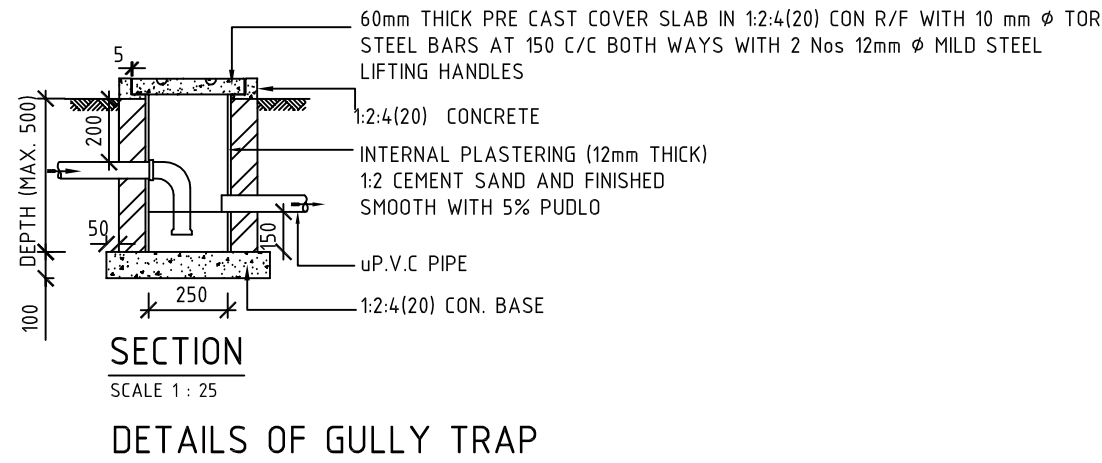 60mm THICK PRE CAST COVER SLAB IN 1:2:4(20) CON R/F WITH 10 mm ϕ TOR
STEEL BARS AT 150 C/C BOTH WAYS WITH 2 Nos 12mm ϕ MILD STEEL
LIFTING HANDLES
5
1:2:4(20) CONCRETE
DEPTH (MAX. 500)
200
INTERNAL PLASTERING (12mm THICK)
1:2 CEMENT SAND AND FINISHED
SMOOTH WITH 5% PUDLO
50
150
uP.V.C PIPE
250
1:2:4(20) CON. BASE
100
SECTION
SCALE 1 : 25
DETAILS OF GULLY TRAP